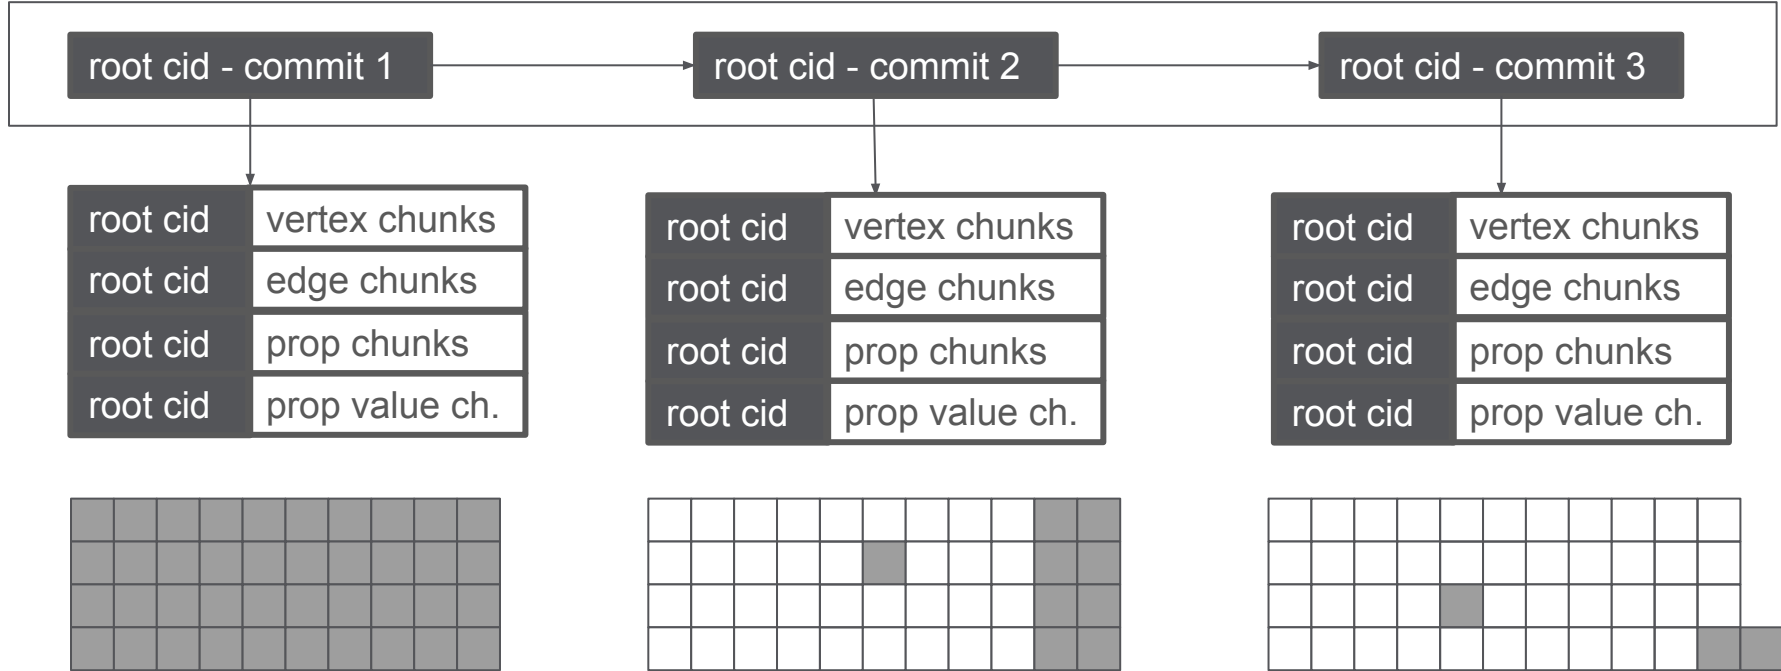 root cid - commit 1
root cid - commit 2
root cid - commit 3
root cid vertex chunks
root cid edge chunks
root cid prop chunks
root cid prop value ch.
root cid vertex chunks
root cid edge chunks
root cid prop chunks
root cid prop value ch.
root cid vertex chunks
root cid edge chunks
root cid prop chunks
root cid prop value ch.